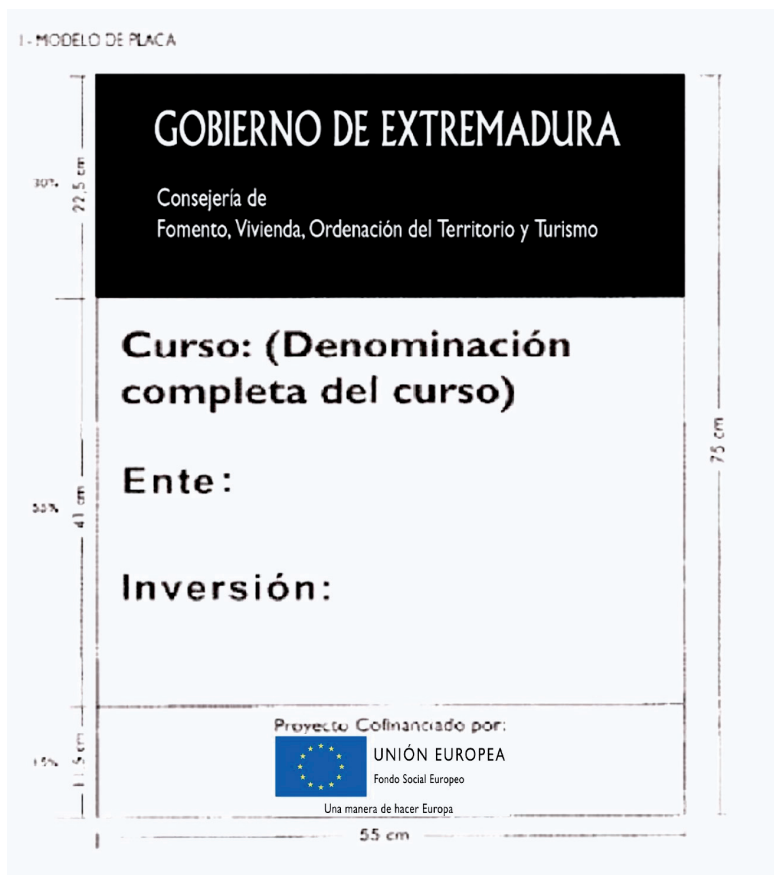 I - MODELO DE PLACA
GOBIERNO DE EXTREMADURA
Consejería de
Fomento, Vivienda, Ordenación del Territorio y Turismo
30%
22,5 cm
Curso: (Denominación
completa del curso)
Ente:
Inversión:
55%
41 cm
75 cm
Proyecto Cofinanciado por:
UNIÓN EUROPEA
Fondo Social Europeo
Una manera de hacer Europa
15%
11,5 cm
55 cm